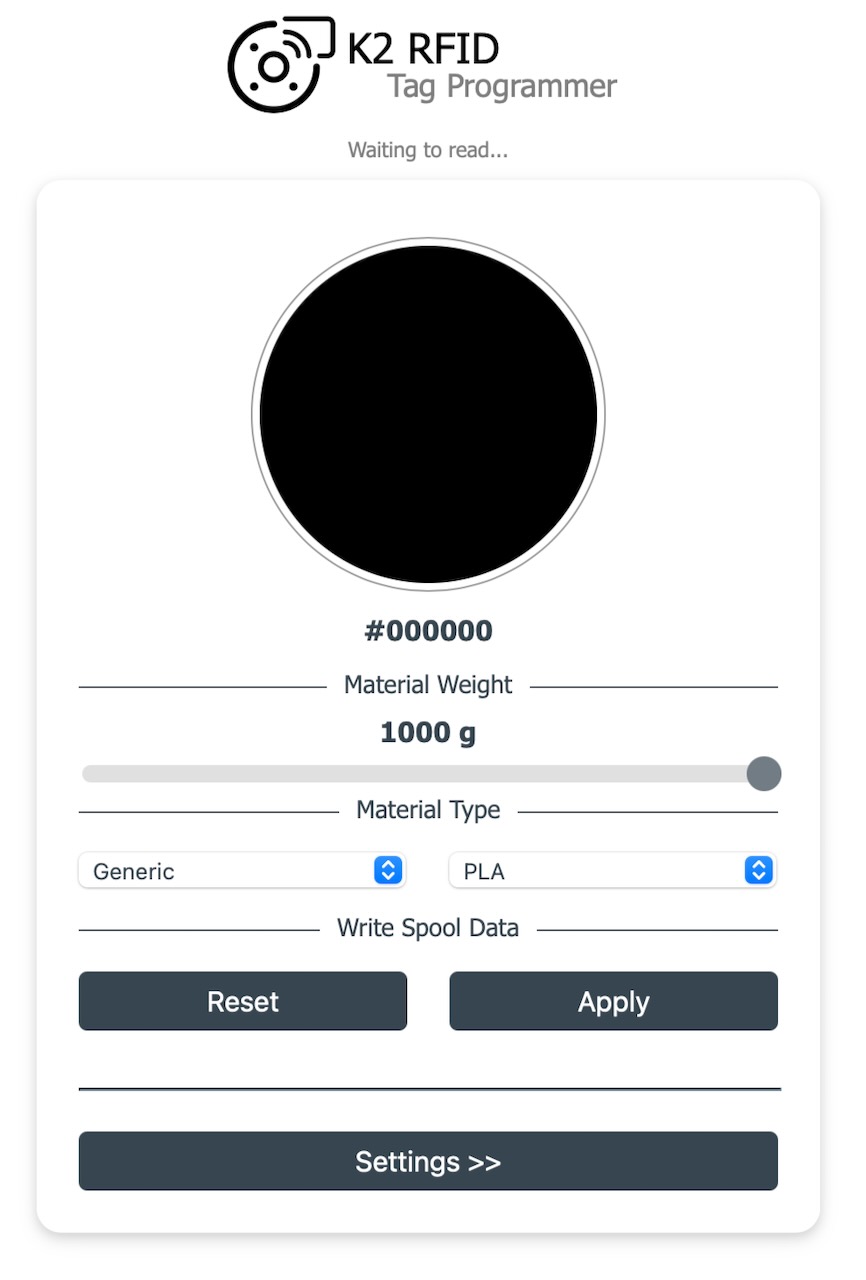 K2 RFID
Tag Programmer
Waiting to read...
#000000
Material Weight
1000 g
Material Type
Generic
PLA
Write Spool Data
Reset
Apply
Settings >>